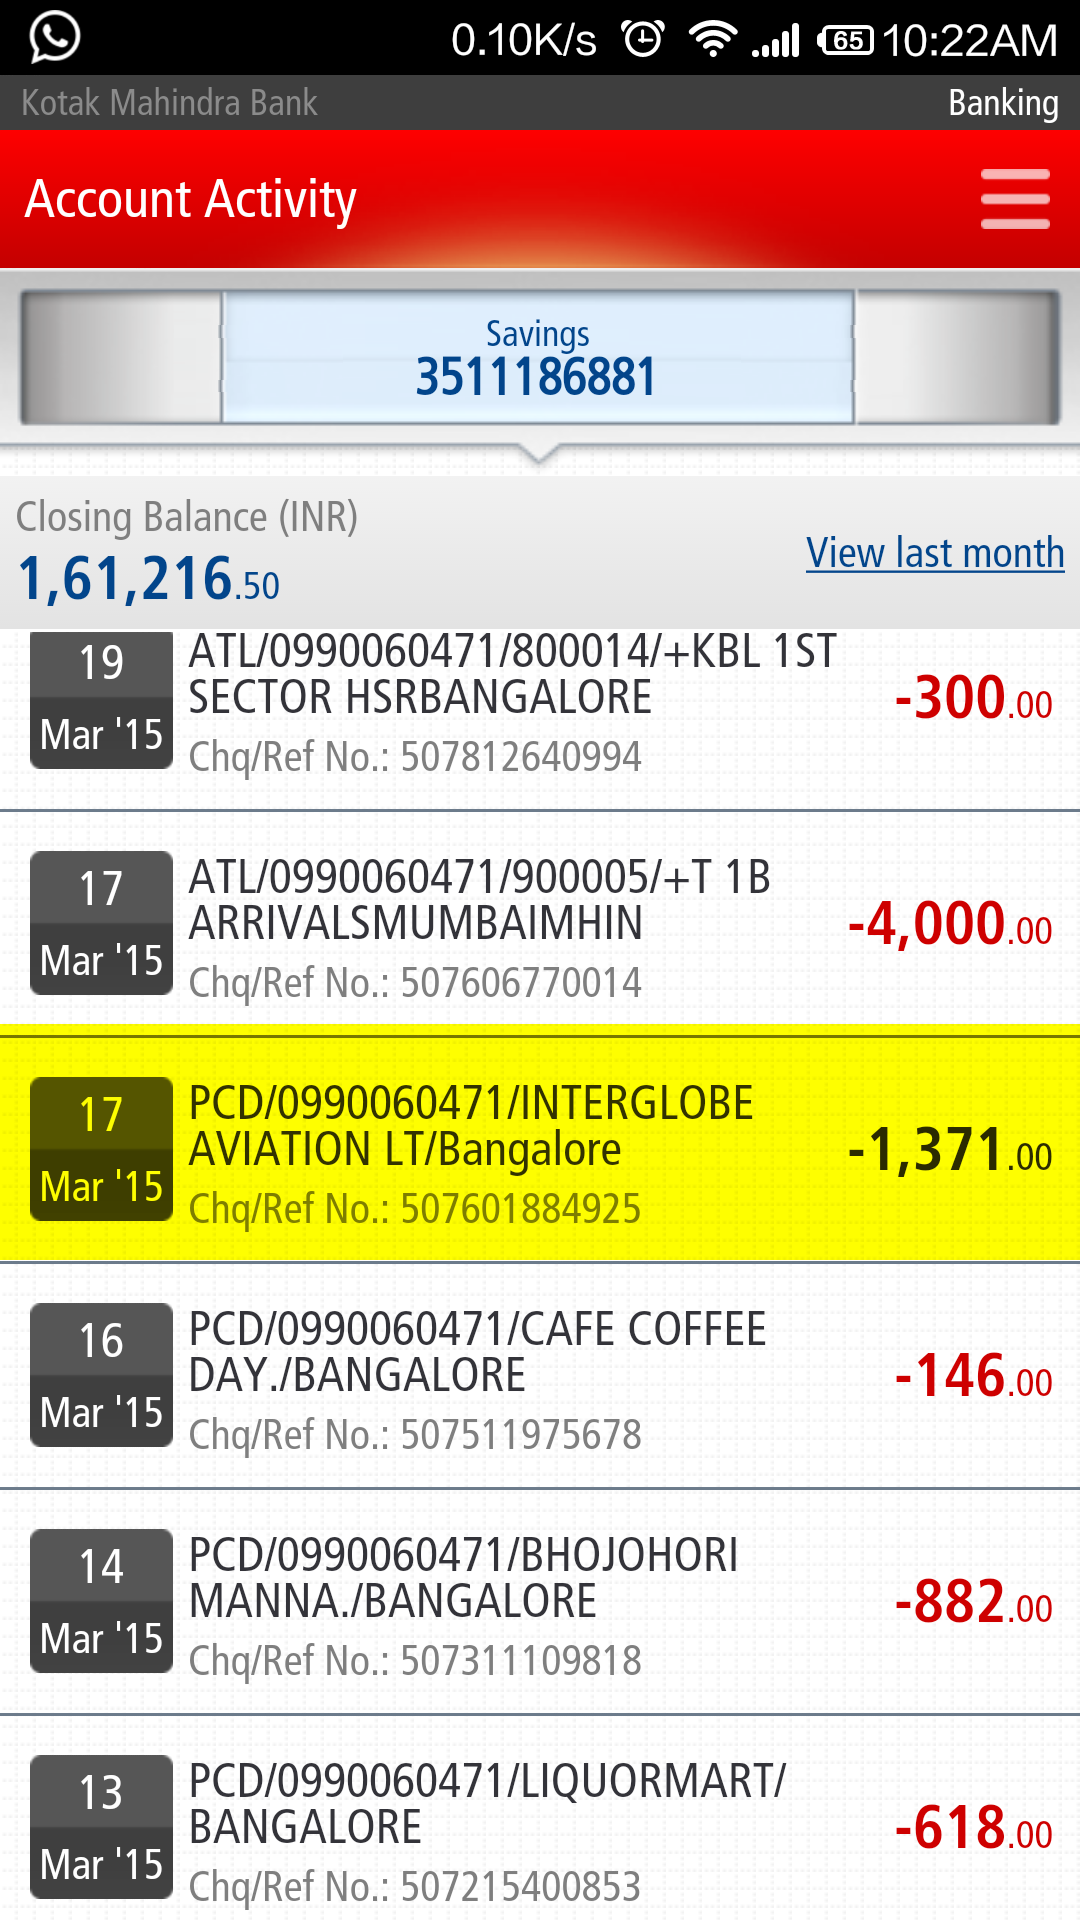 0.10K/s 65 10:22AM
Kotak Mahindra Bank Banking
Account Activity
Savings
3511186881
Closing Balance (INR)
1,61,216.50
View last month
19
Mar '15
ATL/0990060471/800014/+KBL 1ST
SECTOR HSRBANGALORE
Chq/Ref No.: 507812640994
-300.00
17
Mar '15
ATL/0990060471/900005/+T 1B
ARRIVALSMUMBAIMHIN
Chq/Ref No.: 507606770014
-4,000.00
17
Mar '15
PCD/0990060471/INTERGLOBE
AVIATION LT/Bangalore
Chq/Ref No.: 507601884925
-1,371.00
16
Mar '15
PCD/0990060471/CAFE COFFEE
DAY./BANGALORE
Chq/Ref No.: 507511975678
-146.00
14
Mar '15
PCD/0990060471/BHOJOHORI
MANNA./BANGALORE
Chq/Ref No.: 507311109818
-882.00
13
Mar '15
PCD/0990060471/LIQUORMART/
BANGALORE
Chq/Ref No.: 507215400853
-618.00